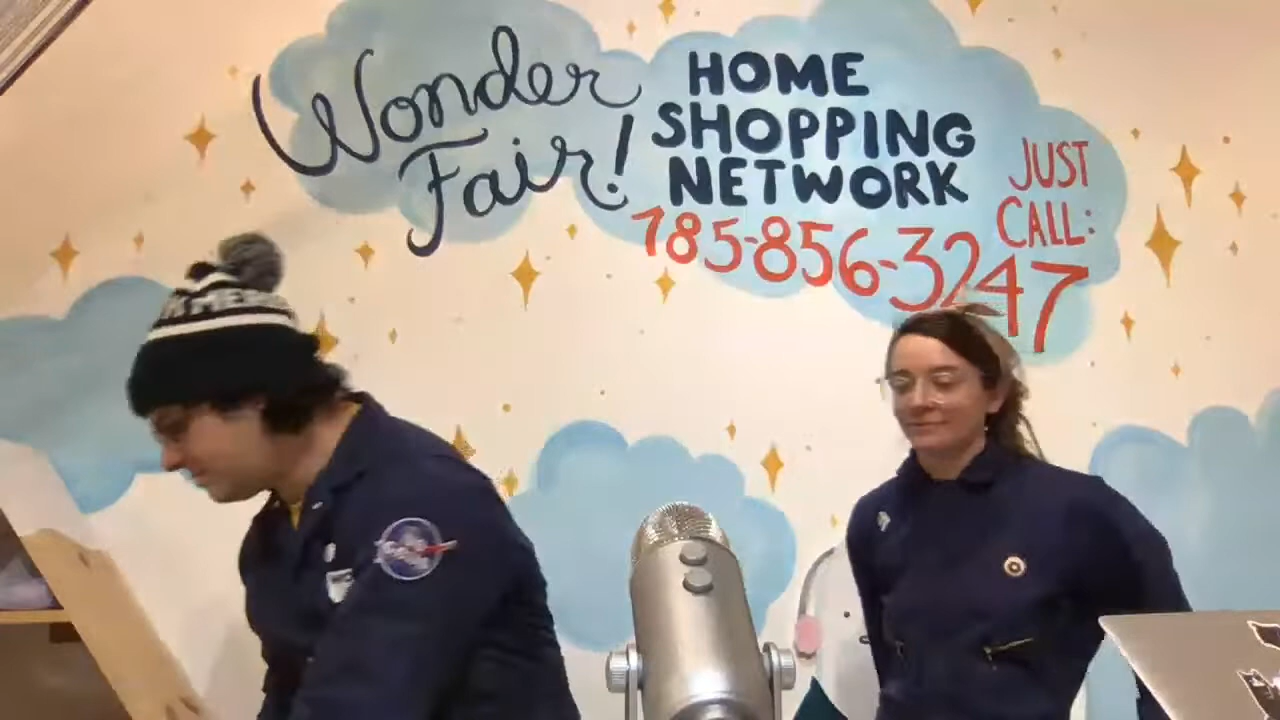 Wonder
Fair!
HOME
SHOPPING
NETWORK
JUST
CALL:
785-856-3247